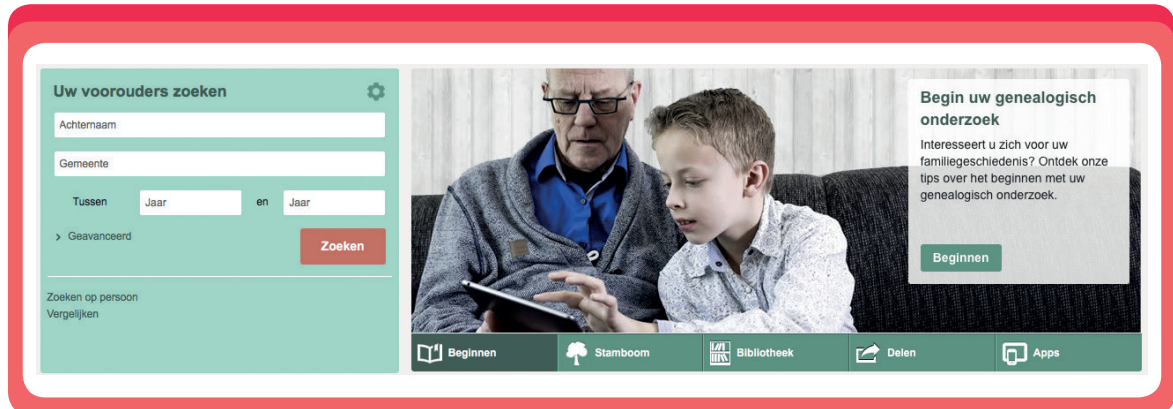 Uw voorouders zoeken
Achternaam
Gemeente
Tussen Jaar en Jaar
> Geavanceerd
Zoeken
Zoeken op persoon
Vergelijken
Begin uw genealogisch
onderzoek
Interesseert u zich voor uw
familiegeschiedenis? Ontdek onze
tips over het beginnen met uw
genealogisch onderzoek.
Beginnen
Beginnen Stamboom Bibliotheek Delen Apps